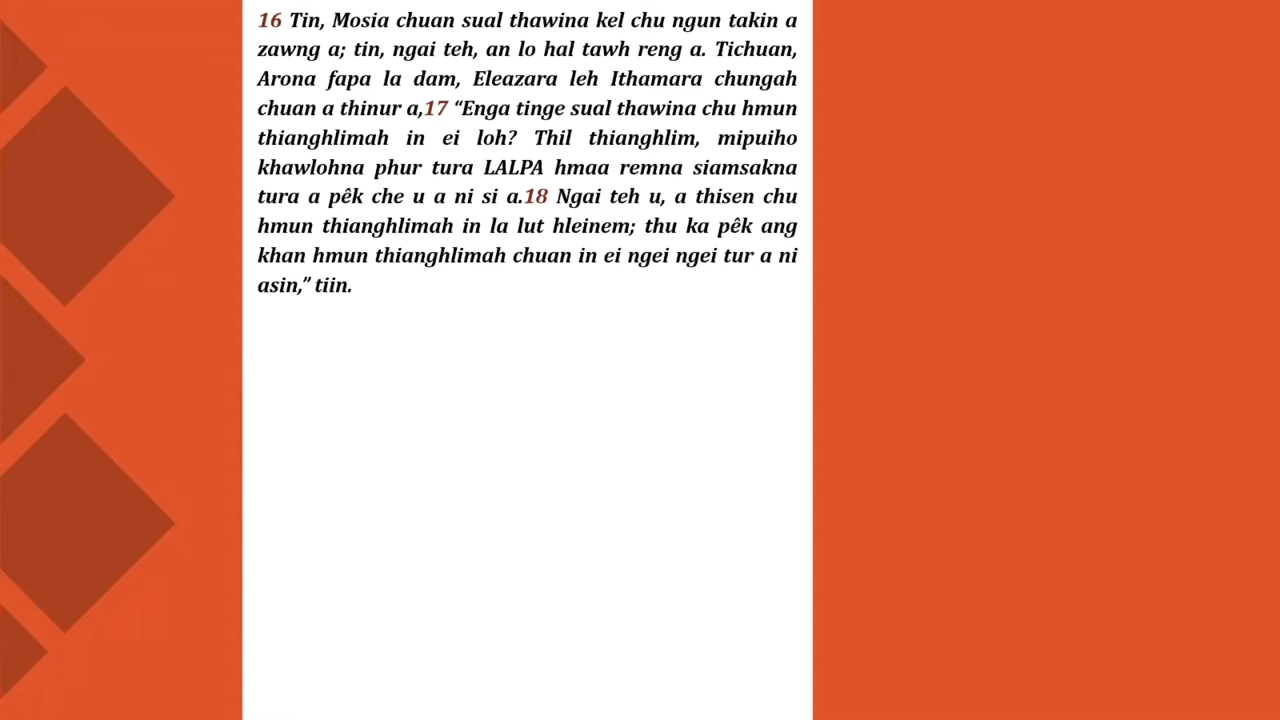 16 Tin, Mosia chuan sual thawina kel chu ngun takin a
zawng a; tin, ngai teh, an lo hal tawh reng a. Tichuan,
Arona fapa la dam, Eleazara leh Ithamara chungah
chuan a thinur a,17 “Enga tinge sual thawina chu hmun
thianghlimah in ei loh? Thil thianghlim, mipuiho
khawlohna phur tura LALPA hmaa remna siamsakna
tura a pêk che u a ni si a.18 Ngai teh u, a thisen chu
hmun thianghlimah in la lut hleinem; thu ka pêk ang
khan hmun thianghlimah chuan in ei ngei ngei tur a ni
asin,” tiin.